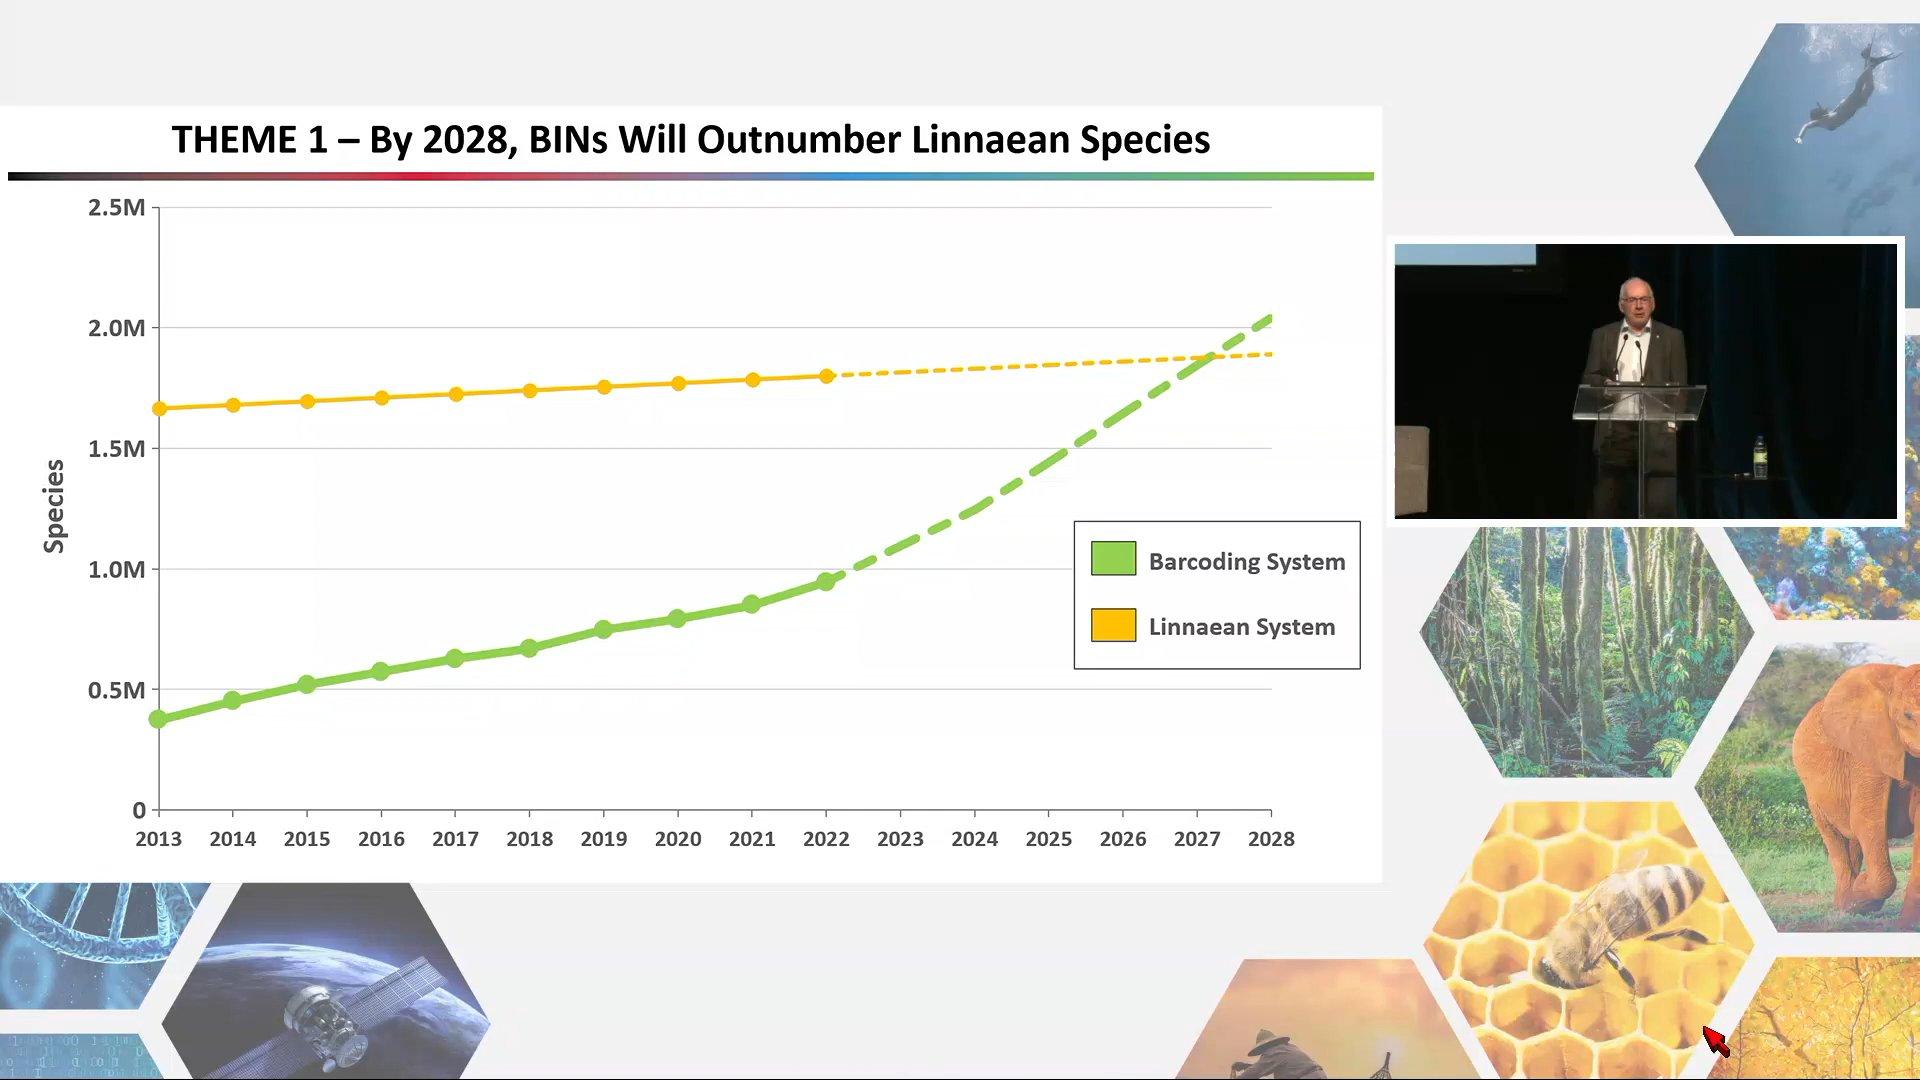 THEME 1 – By 2028, BINs Will Outnumber Linnaean Species
2.5M
2.0M
1.5M
1.0M
0.5M
0
Species
2013 2014 2015 2016 2017 2018 2019 2020 2021 2022 2023 2024 2025 2026 2027 2028
Barcoding System
Linnaean System